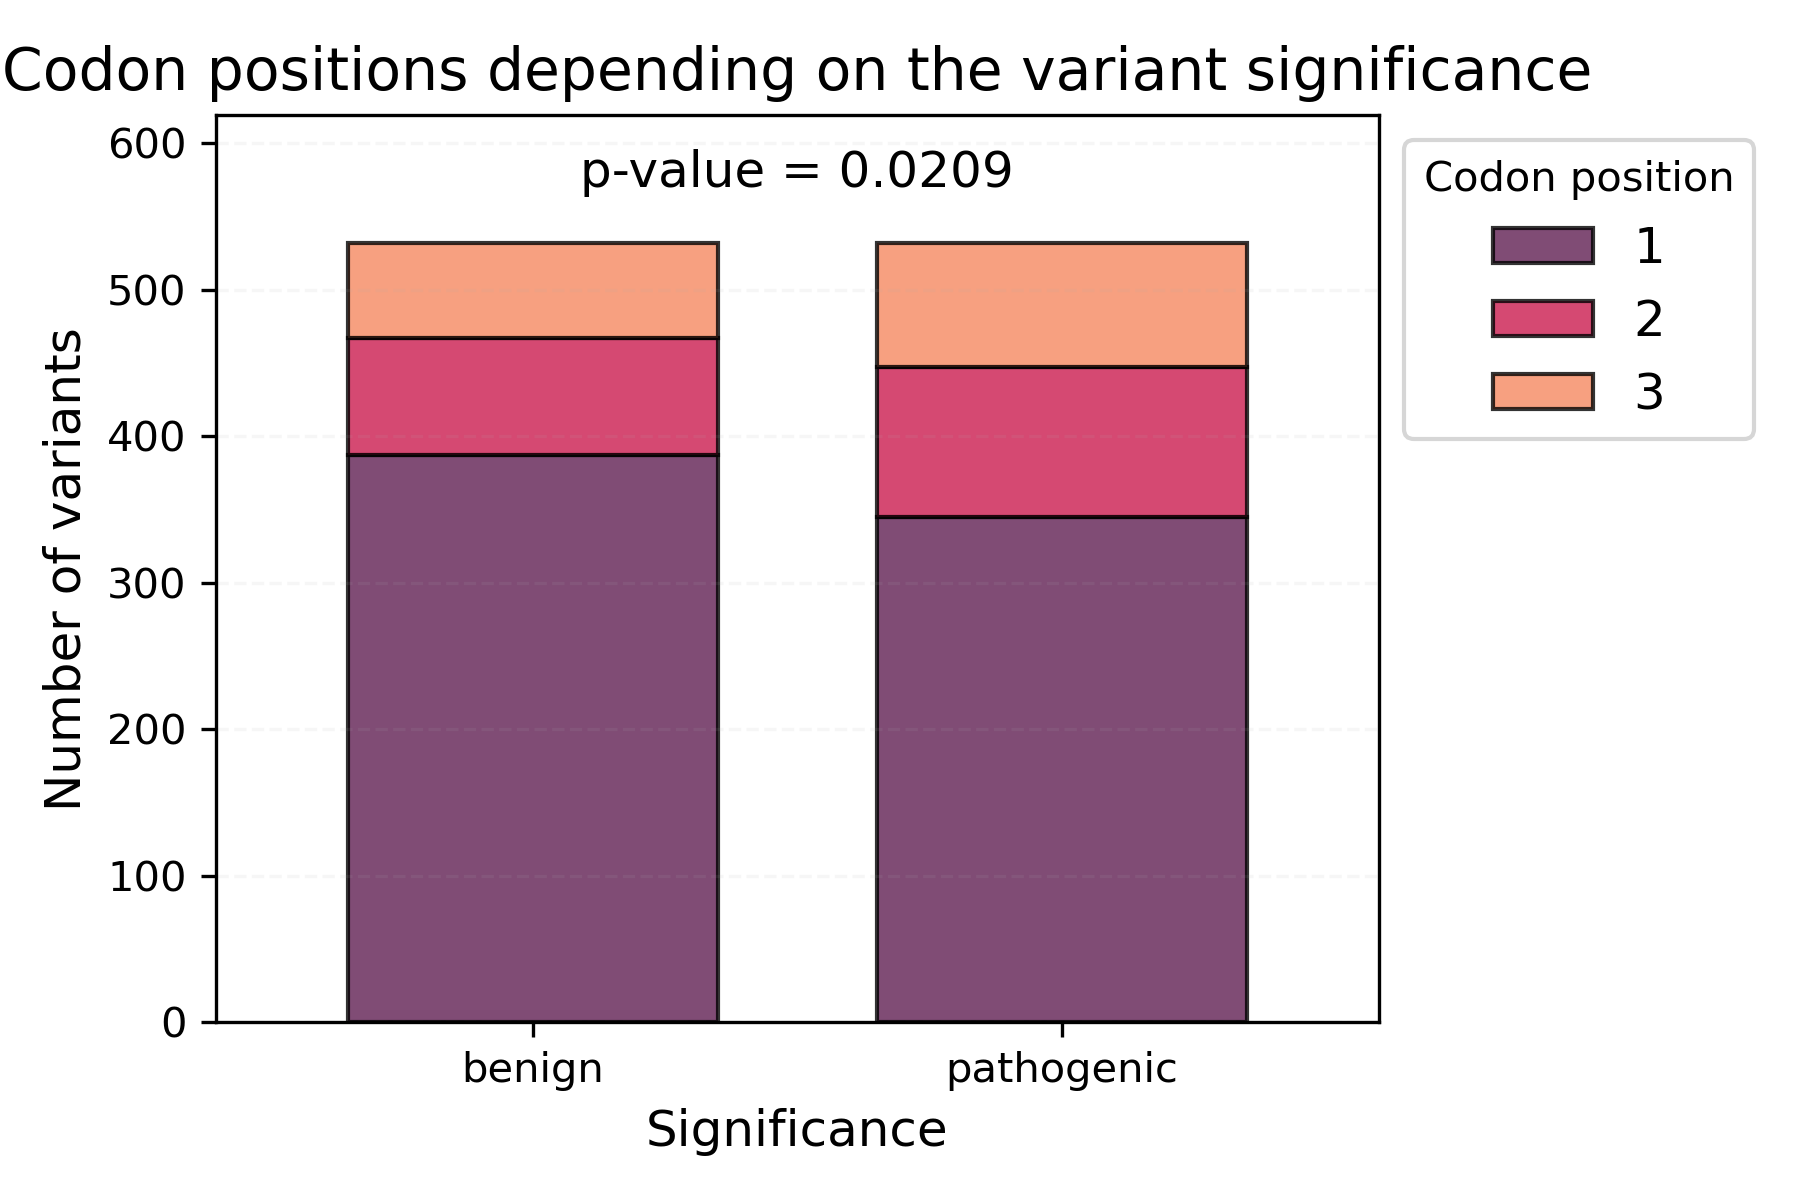 Codon positions depending on the variant significance
p-value = 0.0209
Codon position
1
2
3
Number of variants
600
500
400
300
200
100
0
benign
pathogenic
Significance